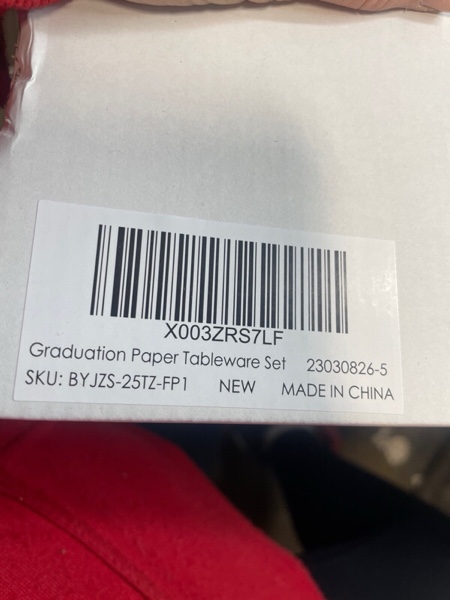 X003ZRS7LF
Graduation Paper Tableware Set 23030826-5
SKU: BYJZS-25TZ-FP1 NEW MADE IN CHINA